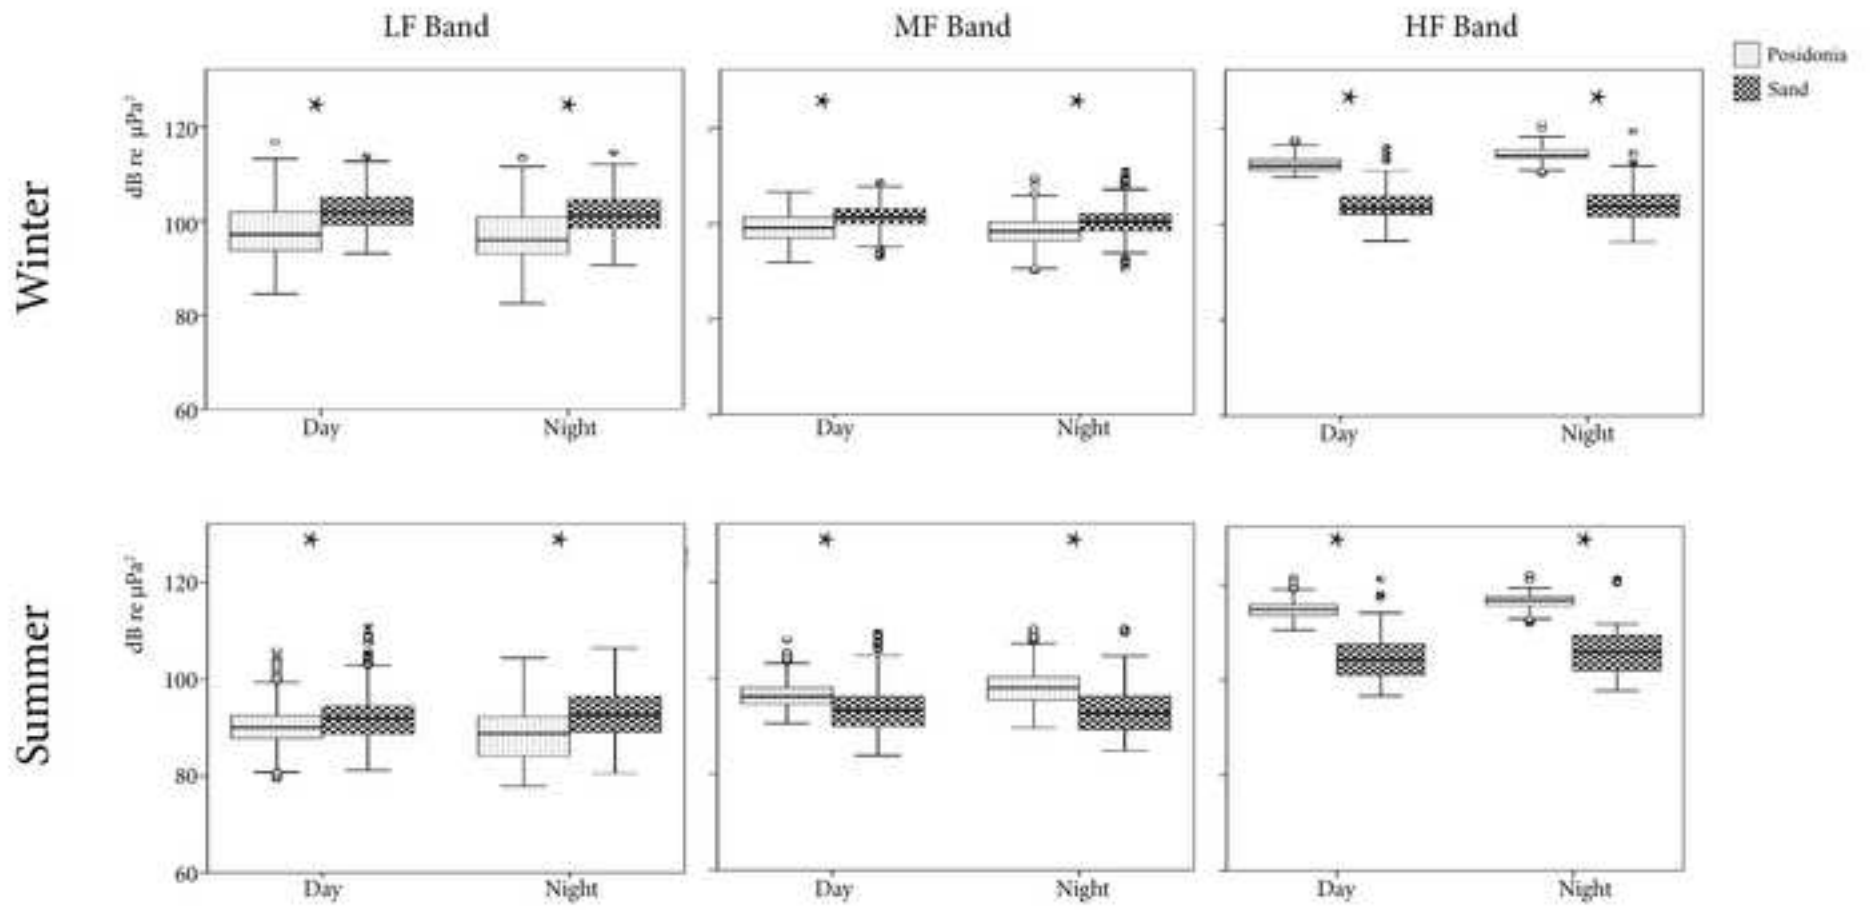 LF Band MF Band HF Band
Posidonia
Sand
Winter
dB re µPa²
120
100
80
60
* * * * * *
Day Night Day Night Day Night
Summer
dB re µPa²
120
100
80
60
* * * * * *
Day Night Day Night Day Night